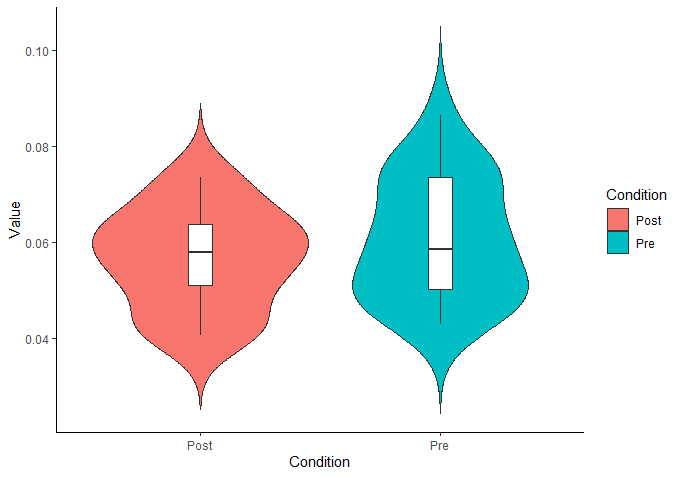 0.10
0.08
0.06
0.04
Value
Post
Pre
Condition
Condition
Post
Pre